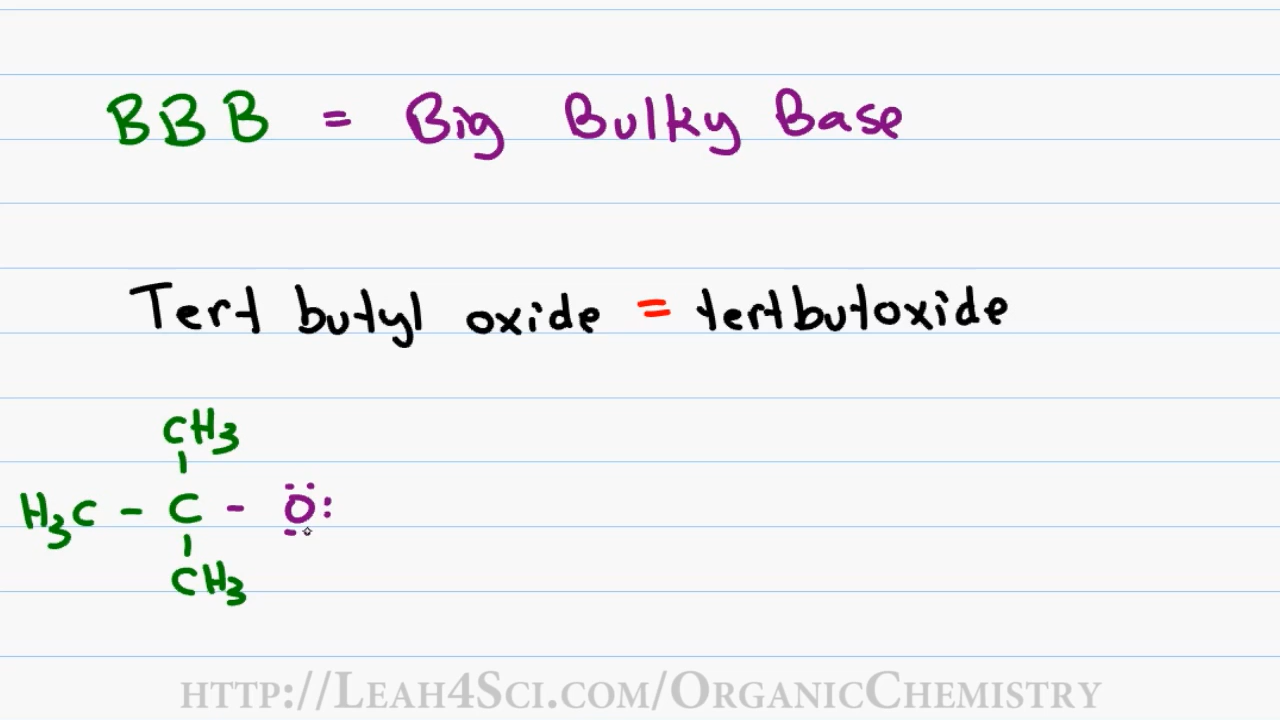 BBB = Big Bulky Base
Tert butyl oxide = tertbutoxide
CH3
H3C - C - O:
CH3
HTTP://LEAH4SCI.COM/ORGANICCHEMISTRY